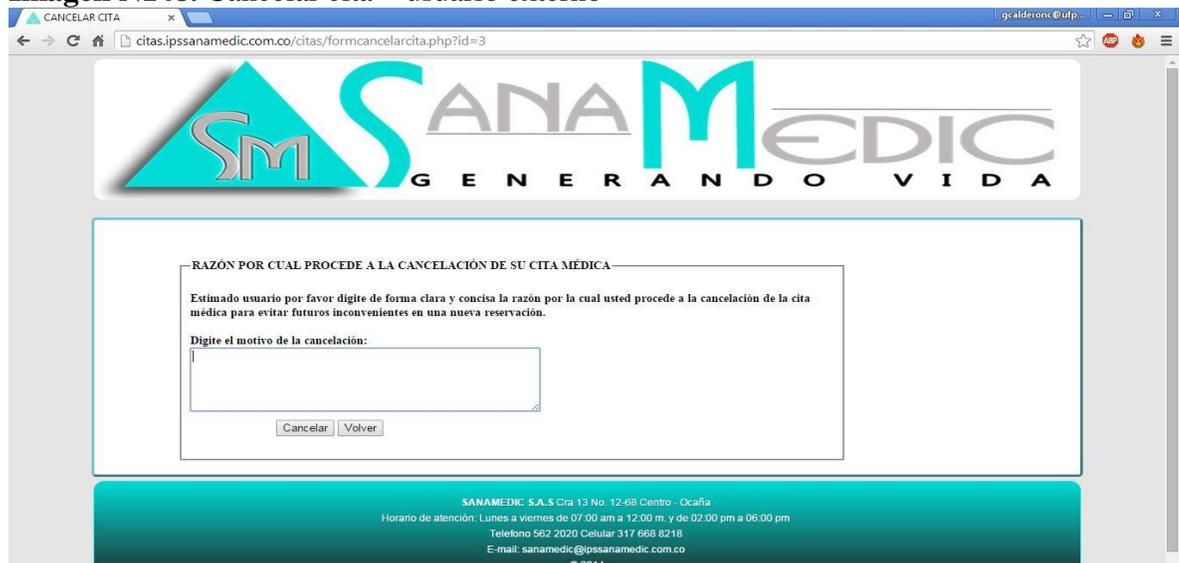 CANCELAR CITA
gcalderonc@ufp...
citas.ipssanamedic.com.co/citas/formcancelarcita.php?id=3
ABP
SM SANAMEDIC
GENERANDO VIDA
RAZÓN POR CUAL PROCEDE A LA CANCELACIÓN DE SU CITA MÉDICA
Estimado usuario por favor digite de forma clara y concisa la razón por la cual usted procede a la cancelación de la cita
médica para evitar futuros inconvenientes en una nueva reservación.
Digite el motivo de la cancelación:
Cancelar Volver
SANAMEDIC S.A.S Cra 13 No. 12-68 Centro - Ocaña
Horario de atención: Lunes a viernes de 07:00 am a 12:00 m. y de 02:00 pm a 06:00 pm
Telefono 562 2020 Celular 317 668 8218
E-mail: sanamedic@ipssanamedic.com.co